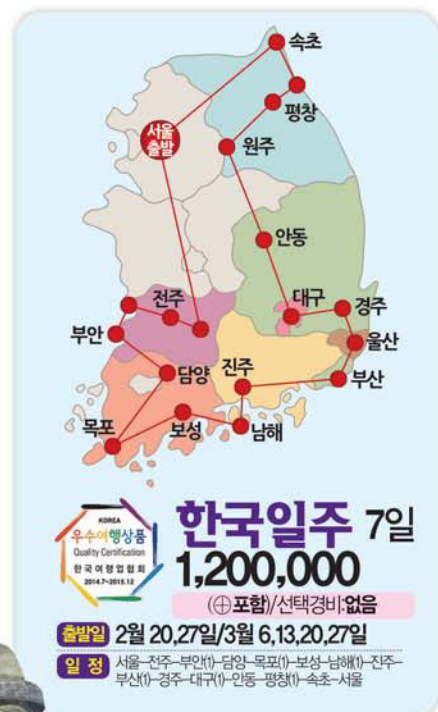 속초
평창
서울
출발
원주
안동
대구
경주
전주
울산
부안
부산
담양
진주
목포
보성
남해
KOREA
우수여행상품
Quality Certification
한국여행업협회
2014.7~2015.12
한국일주 7일
1,200,000
(⊕포함)/선택경비:없음
출발일 2월 20,27일/3월 6,13,20,27일
일 정 서울–전주–부안(1)–담양–목포(1)–보성–남해(1)–진주–
부산(1)–경주–대구(1)–안동–평창(1)–속초–서울